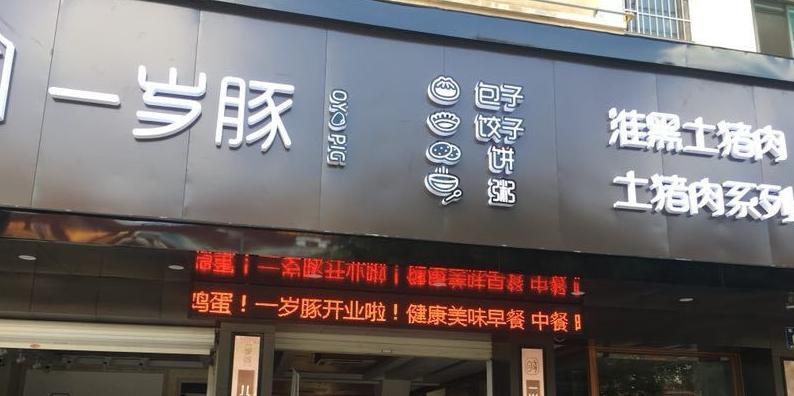 一岁豚
OYO PIG
包子
饺子
饼
粥
淮黑土猪肉
土猪肉系列
鸡蛋！一岁豚开业啦！健康美味早餐 中餐